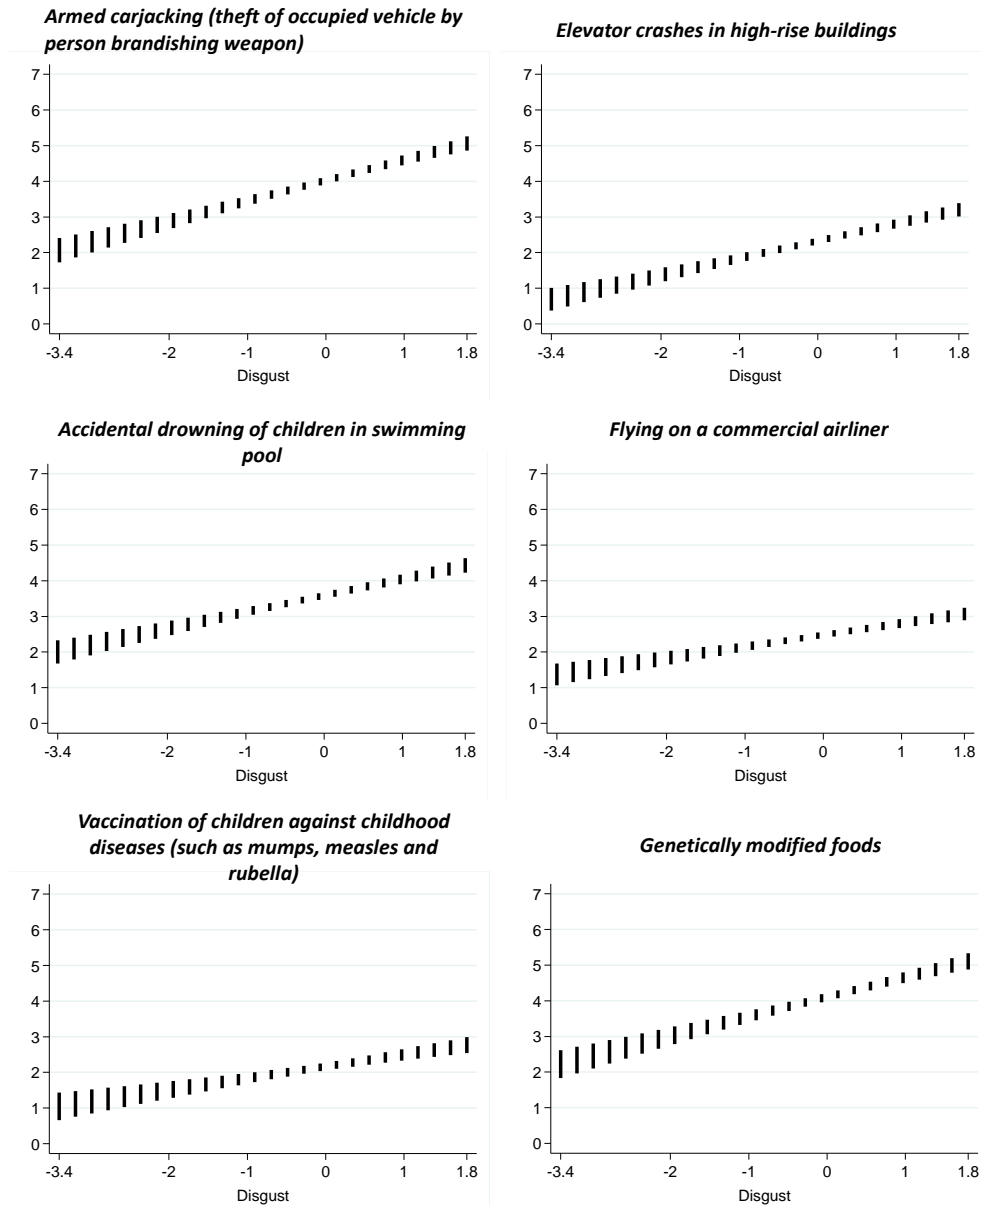 Armed carjacking (theft of occupied vehicle by
person brandishing weapon)
7
6
5
4
3
2
1
0
-3.4 -2 -1 0 1 1.8
Disgust
Elevator crashes in high-rise buildings
7
6
5
4
3
2
1
0
-3.4 -2 -1 0 1 1.8
Disgust
Accidental drowning of children in swimming
pool
7
6
5
4
3
2
1
0
-3.4 -2 -1 0 1 1.8
Disgust
Flying on a commercial airliner
7
6
5
4
3
2
1
0
-3.4 -2 -1 0 1 1.8
Disgust
Vaccination of children against childhood
diseases (such as mumps, measles and
rubella)
7
6
5
4
3
2
1
0
-3.4 -2 -1 0 1 1.8
Disgust
Genetically modified foods
7
6
5
4
3
2
1
0
-3.4 -2 -1 0 1 1.8
Disgust